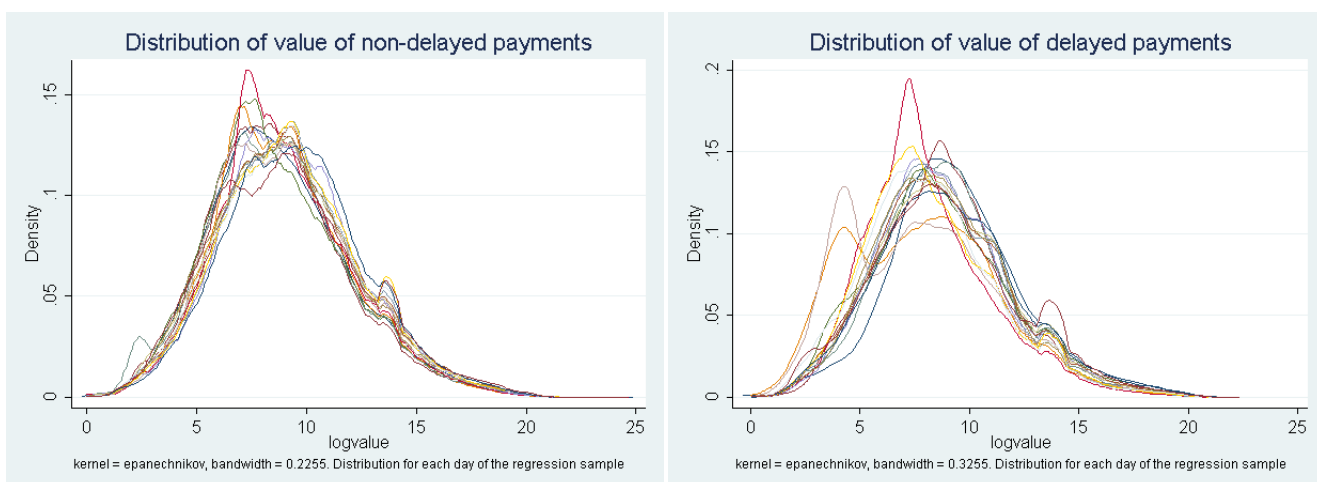 Distribution of value of non-delayed payments
.15
.1
.05
0
Density
0 5 10 15 20 25
logvalue
kernel = epanechnikov, bandwidth = 0.2255. Distribution for each day of the regression sample
Distribution of value of delayed payments
.2
.15
.1
.05
0
Density
0 5 10 15 20 25
logvalue
kernel = epanechnikov, bandwidth = 0.3255. Distribution for each day of the regression sample